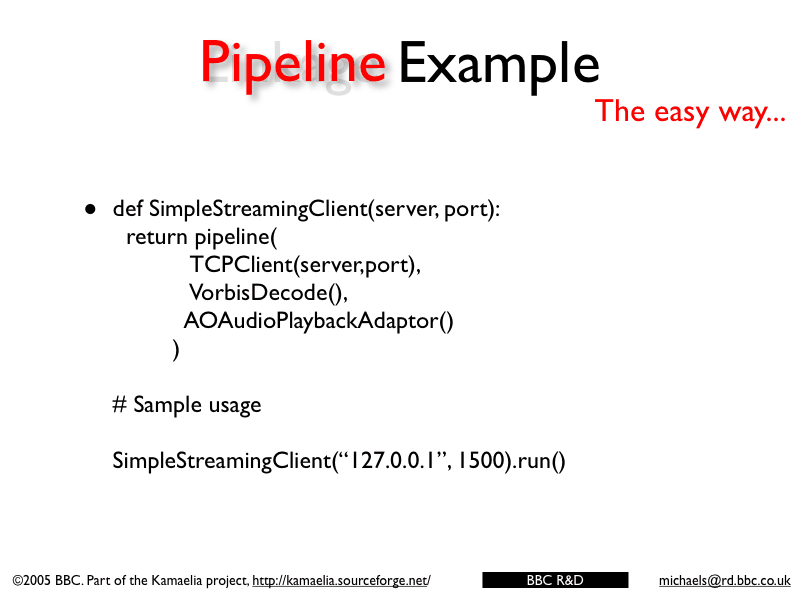 Pipeline Example
The easy way...
• def SimpleStreamingClient(server, port):
return pipeline(
TCPClient(server,port),
VorbisDecode(),
AOAudioPlaybackAdaptor()
)
# Sample usage
SimpleStreamingClient(“127.0.0.1”, 1500).run()
©2005 BBC. Part of the Kamaelia project, http://kamaelia.sourceforge.net/ BBC R&D michaels@rd.bbc.co.uk